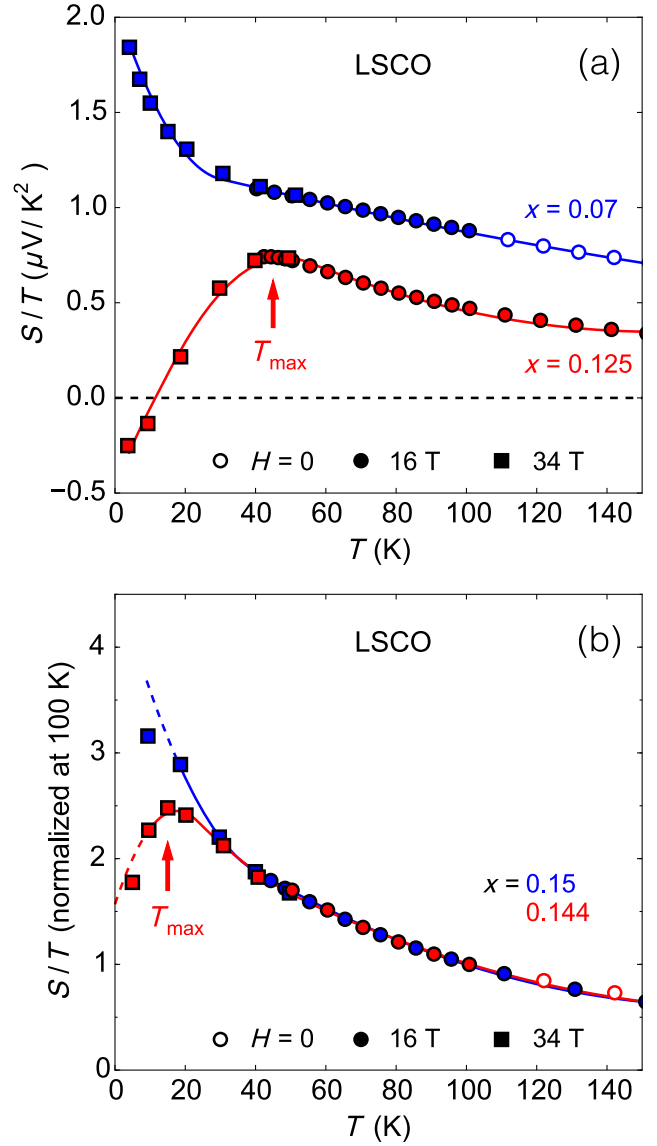 2.0
1.5
1.0
0.5
0.0
−0.5
S / T (µV/ K²)
LSCO
(a)
x = 0.07
Tmax
x = 0.125
H = 0 16 T 34 T
0 20 40 60 80 100 120 140
T (K)
4
3
2
1
0
S / T (normalized at 100 K)
LSCO
(b)
x = 0.15
0.144
Tmax
H = 0 16 T 34 T
0 20 40 60 80 100 120 140
T (K)